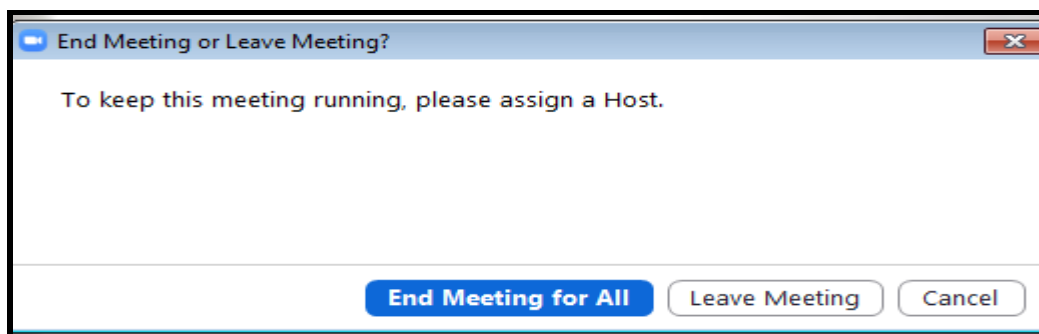 End Meeting or Leave Meeting?
To keep this meeting running, please assign a Host.
End Meeting for All Leave Meeting Cancel